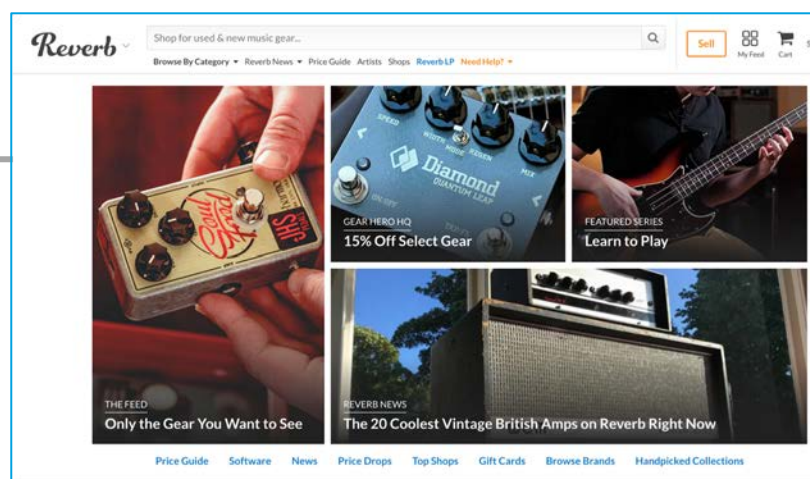 Reverb
Shop for used & new music gear...
Sell
My Feed
Cart
Browse By Category Reverb News Price Guide Artists Shops Reverb LP Need Help?
SPEED
WIDTH
MODE
REGEN
MIX
Diamond
QUANTUM LEAP
ON/OFF
JHS
GEAR HERO HQ
15% Off Select Gear
FEATURED SERIES
Learn to Play
THE FEED
Only the Gear You Want to See
REVERB NEWS
The 20 Coolest Vintage British Amps on Reverb Right Now
Price Guide Software News Price Drops Top Shops Gift Cards Browse Brands Handpicked Collections